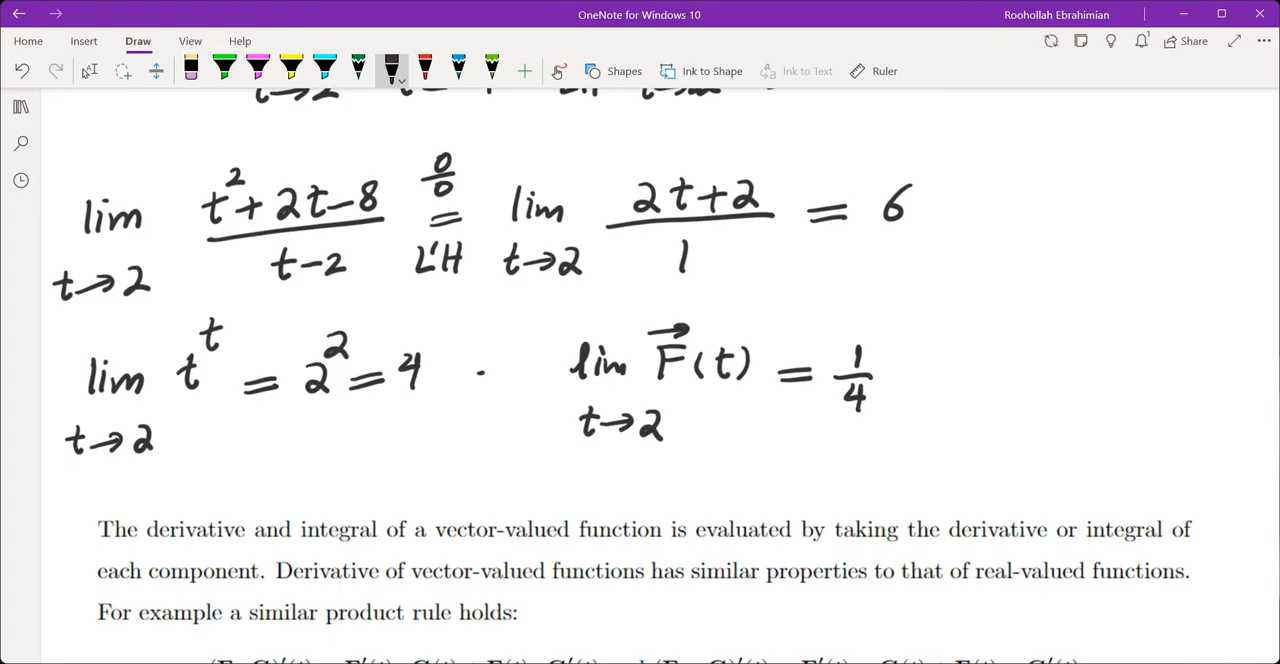 OneNote for Windows 10
Roohollah Ebrahimian
Home Insert Draw View Help
Share
Shapes Ink to Shape Ink to Text Ruler
lim t→2 (t² + 2t - 8)/(t - 2) 0/0 = L'H lim t→2 (2t + 2)/1 = 6
lim t→2 t^t = 2² = 4 . lim t→2 F⃗(t) = 1/4
The derivative and integral of a vector-valued function is evaluated by taking the derivative or integral of
each component. Derivative of vector-valued functions has similar properties to that of real-valued functions.
For example a similar product rule holds: